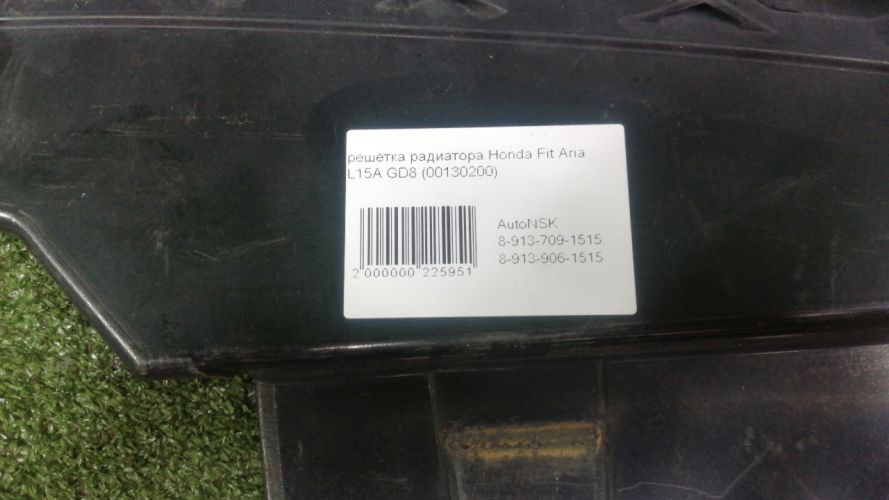 решетка радиатора Honda Fit Aria
L15A GD8 (00130200)
AutoNSK
8-913-709-1515
8-913-906-1515
2 000000 225951